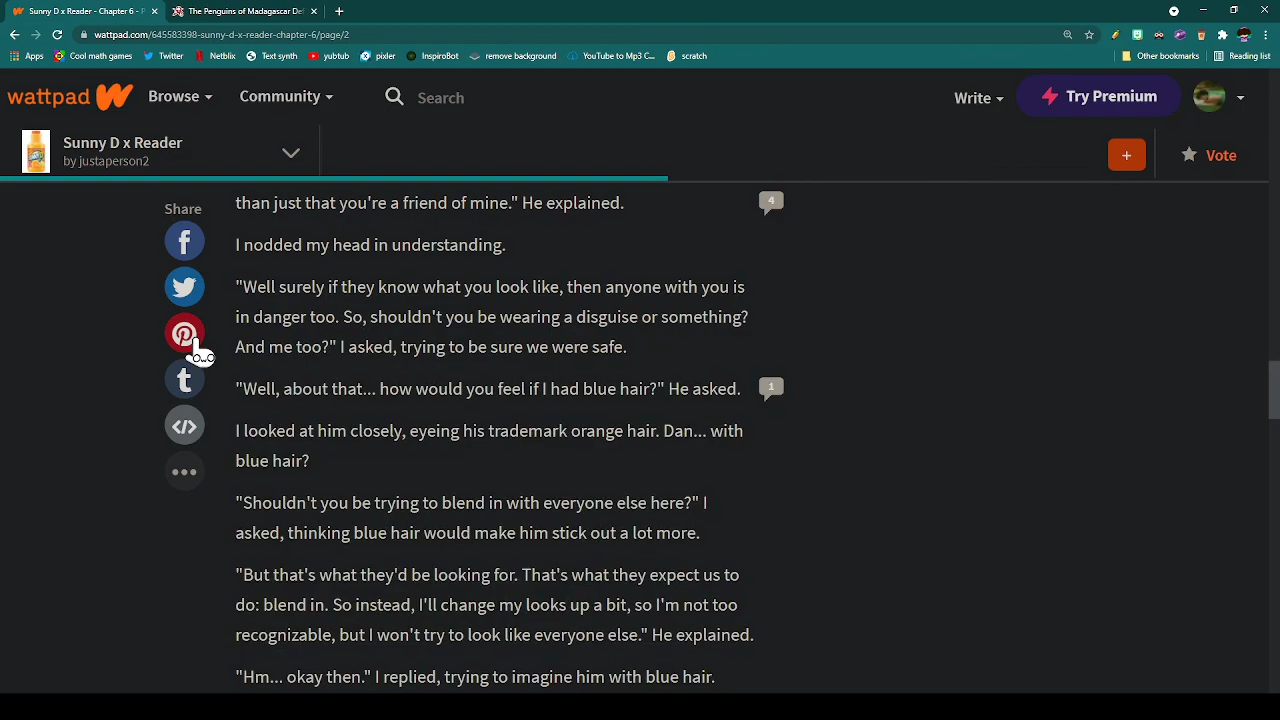 Sunny D x Reader - Chapter 6 - P
The Penguins of Madagascar Def
wattpad.com/645583398-sunny-d-x-reader-chapter-6/page/2
Apps Cool math games Twitter Netblix Text synth yubtub pixler InspiroBot remove background YouTube to Mp3 C... scratch Other bookmarks Reading list
wattpad Browse Community Search Write Try Premium
Sunny D x Reader
by justaperson2
+ Vote
Share
than just that you're a friend of mine." He explained. 4
I nodded my head in understanding.
"Well surely if they know what you look like, then anyone with you is
in danger too. So, shouldn't you be wearing a disguise or something?
And me too?" I asked, trying to be sure we were safe.
"Well, about that... how would you feel if I had blue hair?" He asked. 1
I looked at him closely, eyeing his trademark orange hair. Dan... with
blue hair?
"Shouldn't you be trying to blend in with everyone else here?" I
asked, thinking blue hair would make him stick out a lot more.
"But that's what they'd be looking for. That's what they expect us to
do: blend in. So instead, I'll change my looks up a bit, so I'm not too
recognizable, but I won't try to look like everyone else." He explained.
"Hm... okay then." I replied, trying to imagine him with blue hair.